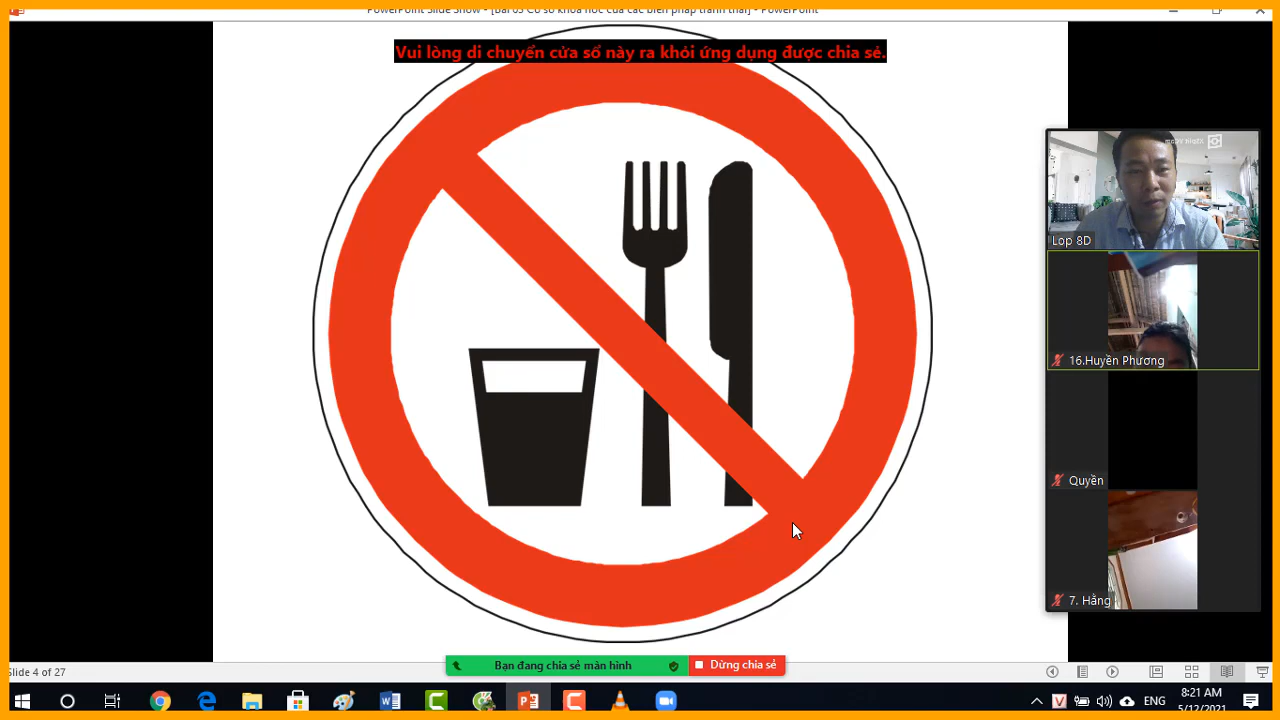 PowerPoint Slide Show - [Bài 63 Cơ sở khoa học của các biện pháp tránh thai] - PowerPoint
Vui lòng di chuyển cửa sổ này ra khỏi ứng dụng được chia sẻ.
Lop 8D
16.Huyền Phương
Quyền
7. Hằng
Bạn đang chia sẻ màn hình
Dừng chia sẻ
Slide 4 of 27
ENG
8:21 AM
5/12/2021